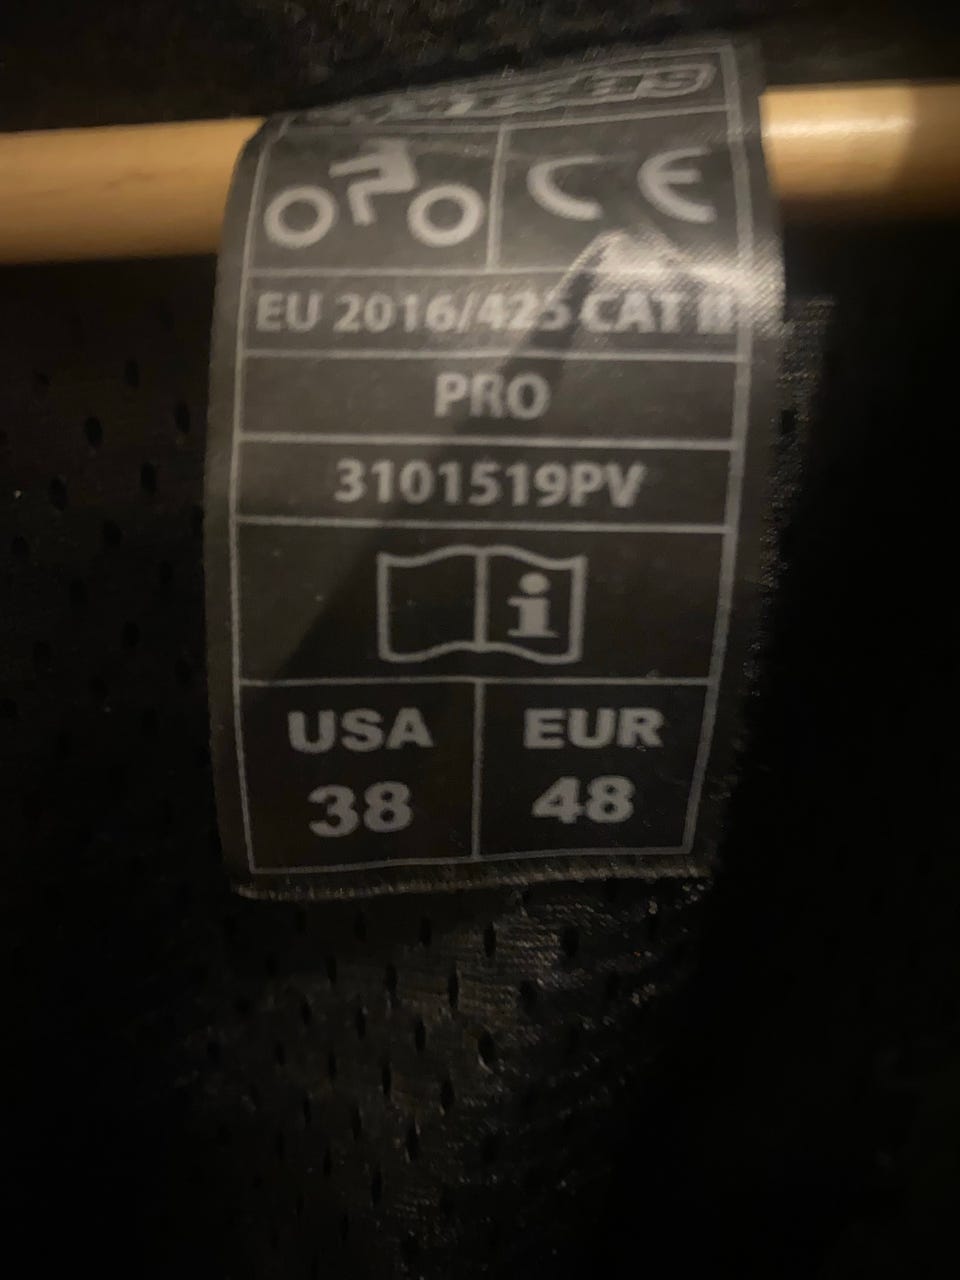 CE
EU 2016/425 CAT II
PRO
3101519PV
i
USA EUR
38 48